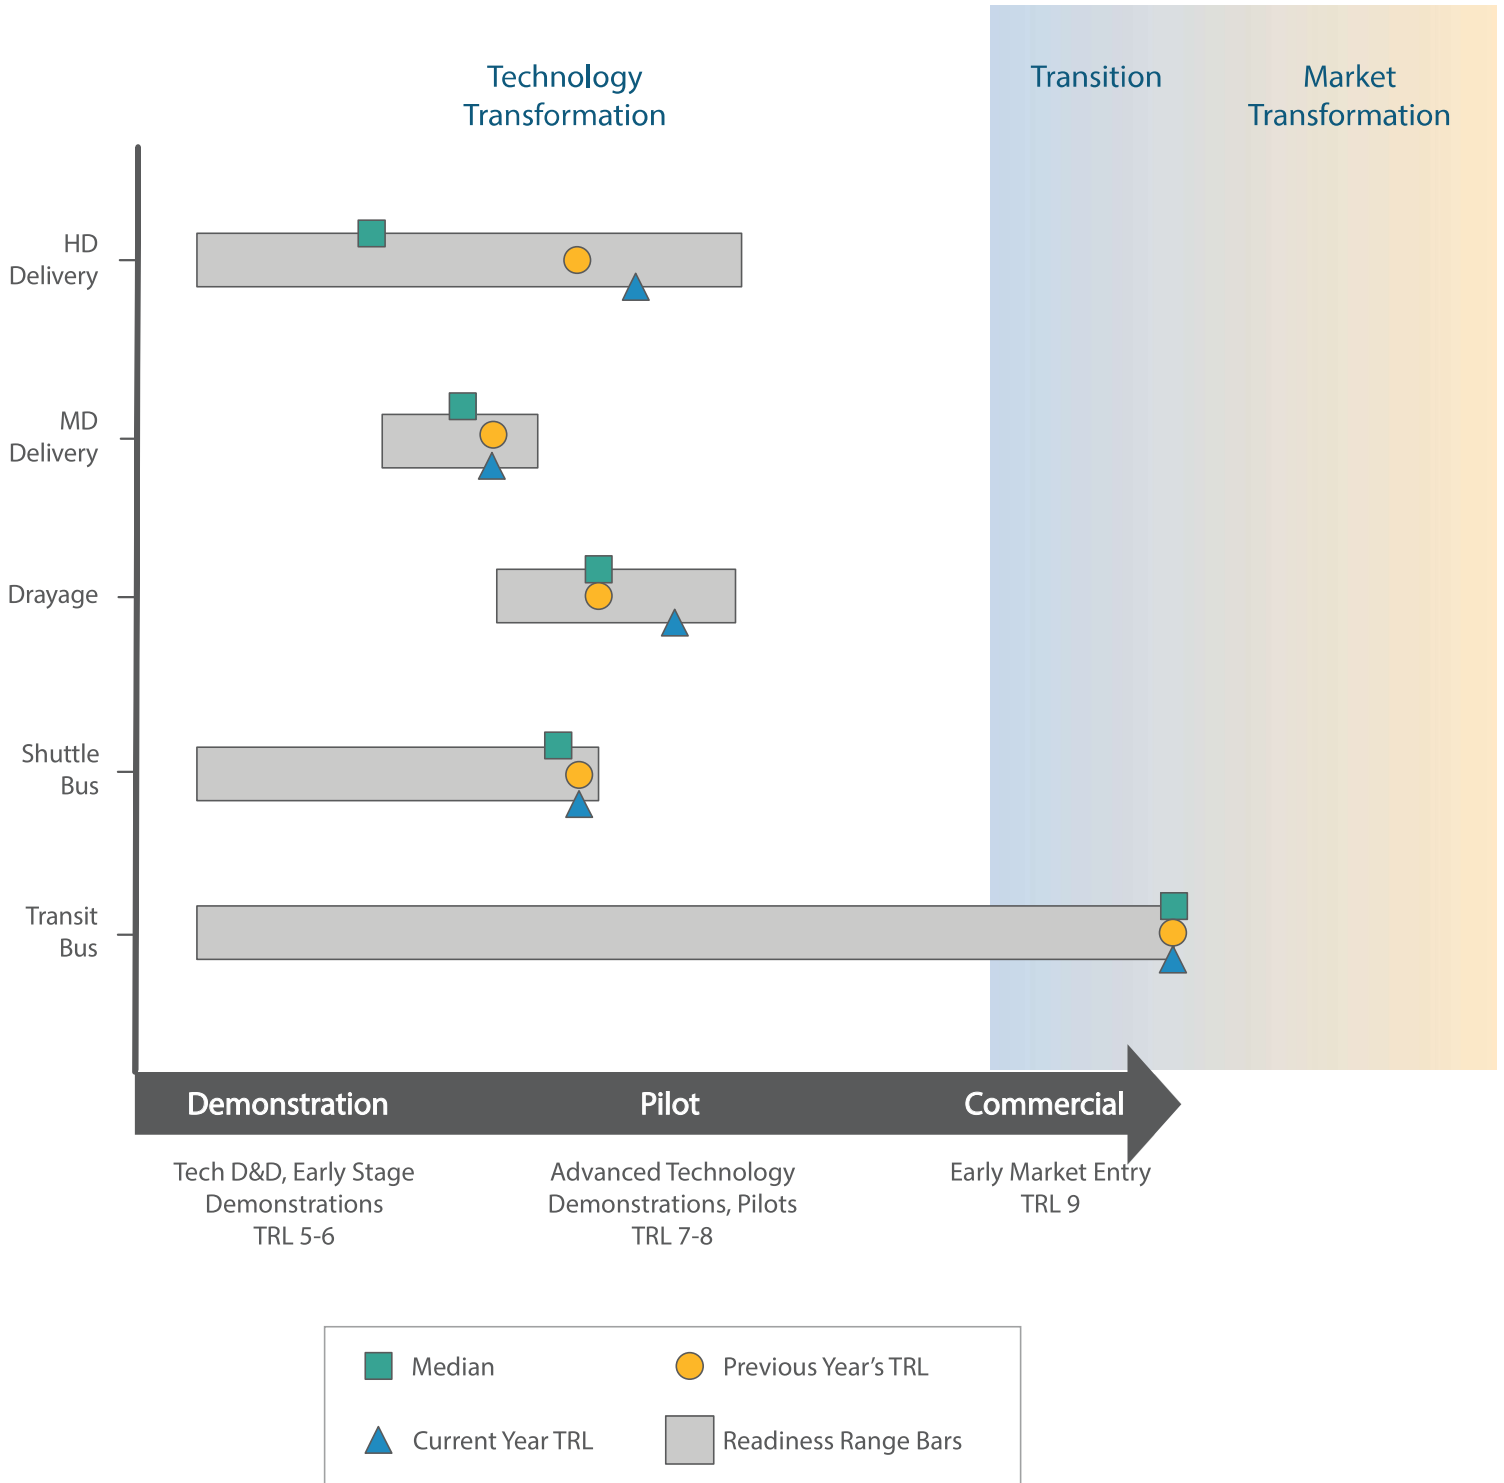 Technology
Transformation
Transition
Market
Transformation
HD
Delivery
MD
Delivery
Drayage
Shuttle
Bus
Transit
Bus
Demonstration
Pilot
Commercial
Tech D&D, Early Stage
Demonstrations
TRL 5-6
Advanced Technology
Demonstrations, Pilots
TRL 7-8
Early Market Entry
TRL 9
Median
Previous Year's TRL
Current Year TRL
Readiness Range Bars